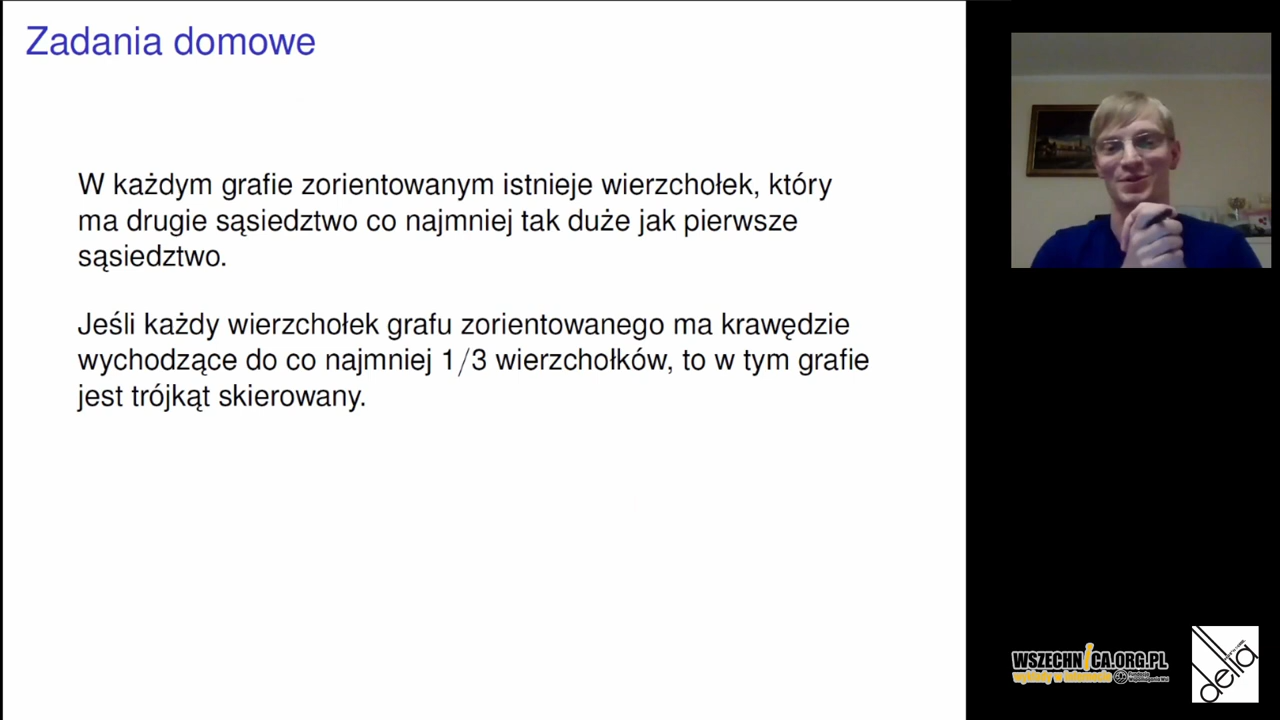 Zadania domowe
W każdym grafie zorientowanym istnieje wierzchołek, który
ma drugie sąsiedztwo co najmniej tak duże jak pierwsze
sąsiedztwo.
Jeśli każdy wierzchołek grafu zorientowanego ma krawędzie
wychodzące do co najmniej 1/3 wierzchołków, to w tym grafie
jest trójkąt skierowany.
WSZECHNICA.ORG.PL
wykłady w internecie
delta